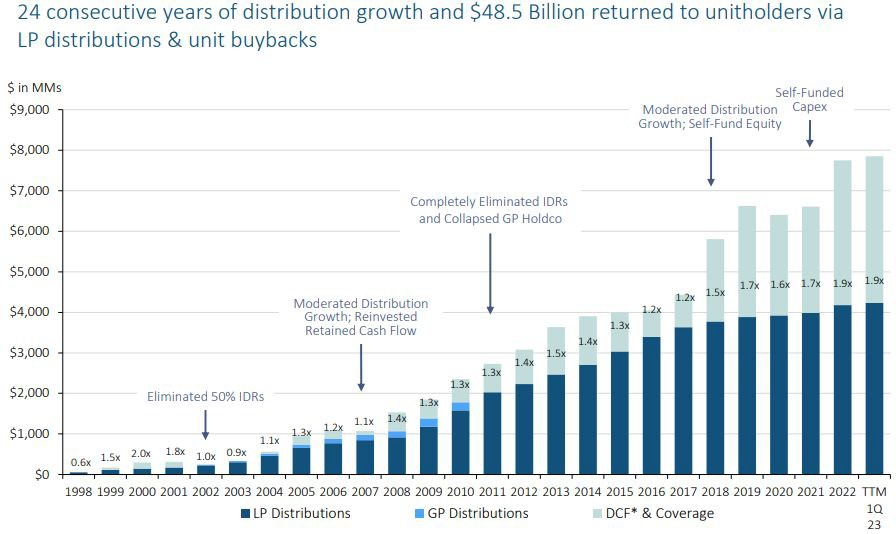 24 consecutive years of distribution growth and $48.5 Billion returned to unitholders via
LP distributions & unit buybacks
$ in MMs
$9,000
$8,000
$7,000
$6,000
$5,000
$4,000
$3,000
$2,000
$1,000
$0
Eliminated 50% IDRs
Moderated Distribution
Growth; Reinvested
Retained Cash Flow
Completely Eliminated IDRs
and Collapsed GP Holdco
Moderated Distribution
Growth; Self-Fund Equity
Self-Funded
Capex
0.6x 1.5x 2.0x 1.8x 1.0x 0.9x 1.1x 1.3x 1.2x 1.1x 1.4x 1.3x 1.3x 1.3x 1.4x 1.5x 1.4x 1.3x 1.2x 1.2x 1.5x 1.7x 1.6x 1.7x 1.9x 1.9x
1998 1999 2000 2001 2002 2003 2004 2005 2006 2007 2008 2009 2010 2011 2012 2013 2014 2015 2016 2017 2018 2019 2020 2021 2022 TTM
1Q
23
LP Distributions GP Distributions DCF* & Coverage